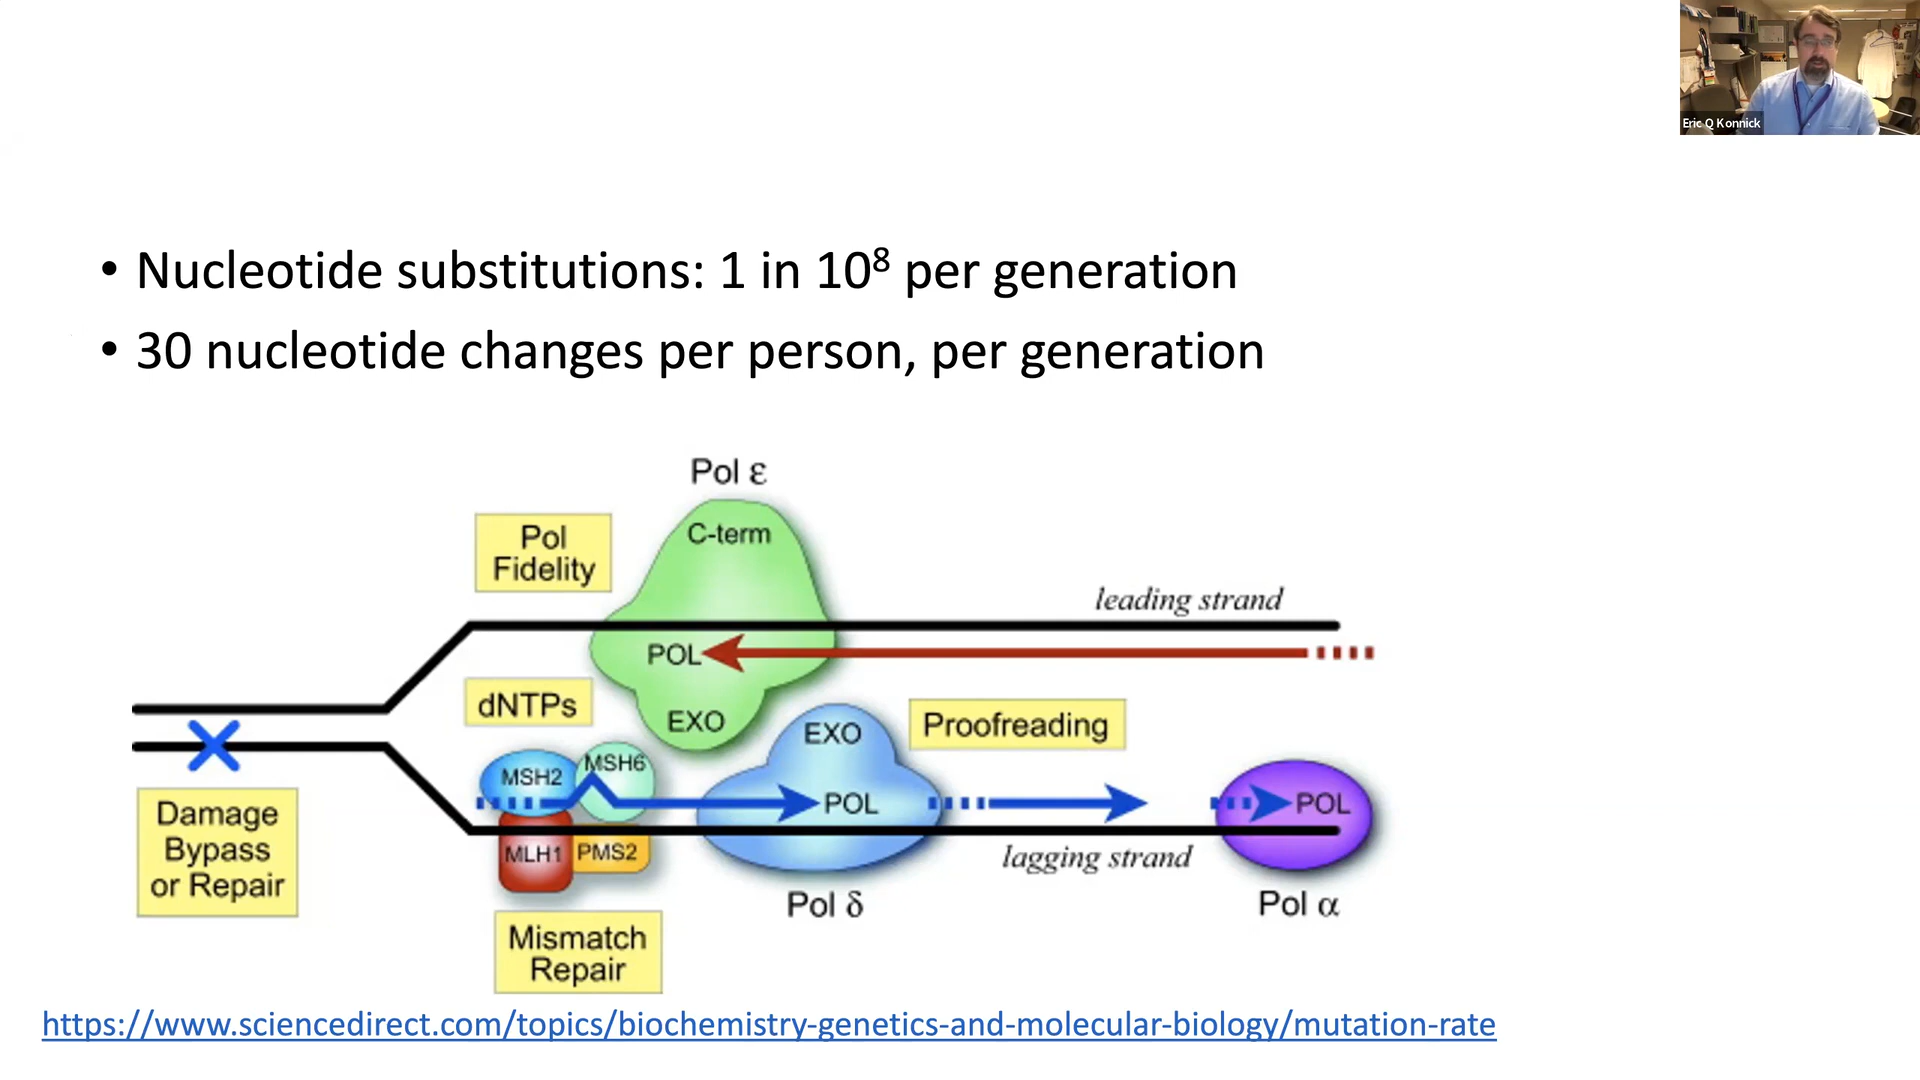 Eric Q Konnick
• Nucleotide substitutions: 1 in 10⁸ per generation
• 30 nucleotide changes per person, per generation
Pol ε
C-term
Pol
Fidelity
leading strand
POL
dNTPs
EXO
EXO
Proofreading
MSH2
MSH6
POL
POL
Damage
Bypass
or Repair
MLH1
PMS2
lagging strand
Pol δ
Pol α
Mismatch
Repair
https://www.sciencedirect.com/topics/biochemistry-genetics-and-molecular-biology/mutation-rate